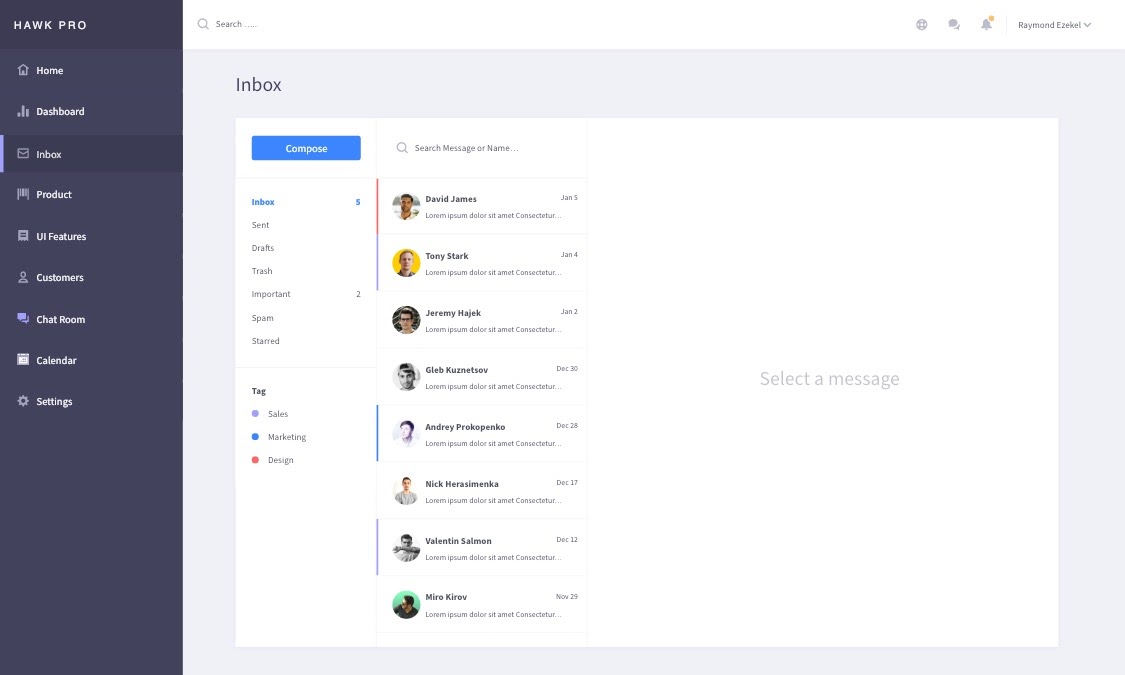 HAWK PRO
Search .....
Raymond Ezekel
Home
Dashboard
Inbox
Product
UI Features
Customers
Chat Room
Calendar
Settings
Inbox
Compose
Inbox 5
Sent
Drafts
Trash
Important 2
Spam
Starred
Tag
Sales
Marketing
Design
Search Message or Name...
David James Jan 5
Lorem ipsum dolor sit amet Consectetur...
Tony Stark Jan 4
Lorem ipsum dolor sit amet Consectetur...
Jeremy Hajek Jan 2
Lorem ipsum dolor sit amet Consectetur...
Gleb Kuznetsov Dec 30
Lorem ipsum dolor sit amet Consectetur...
Andrey Prokopenko Dec 28
Lorem ipsum dolor sit amet Consectetur...
Nick Herasimenka Dec 17
Lorem ipsum dolor sit amet Consectetur...
Valentin Salmon Dec 12
Lorem ipsum dolor sit amet Consectetur...
Miro Kirov Nov 29
Lorem ipsum dolor sit amet Consectetur...
Select a message